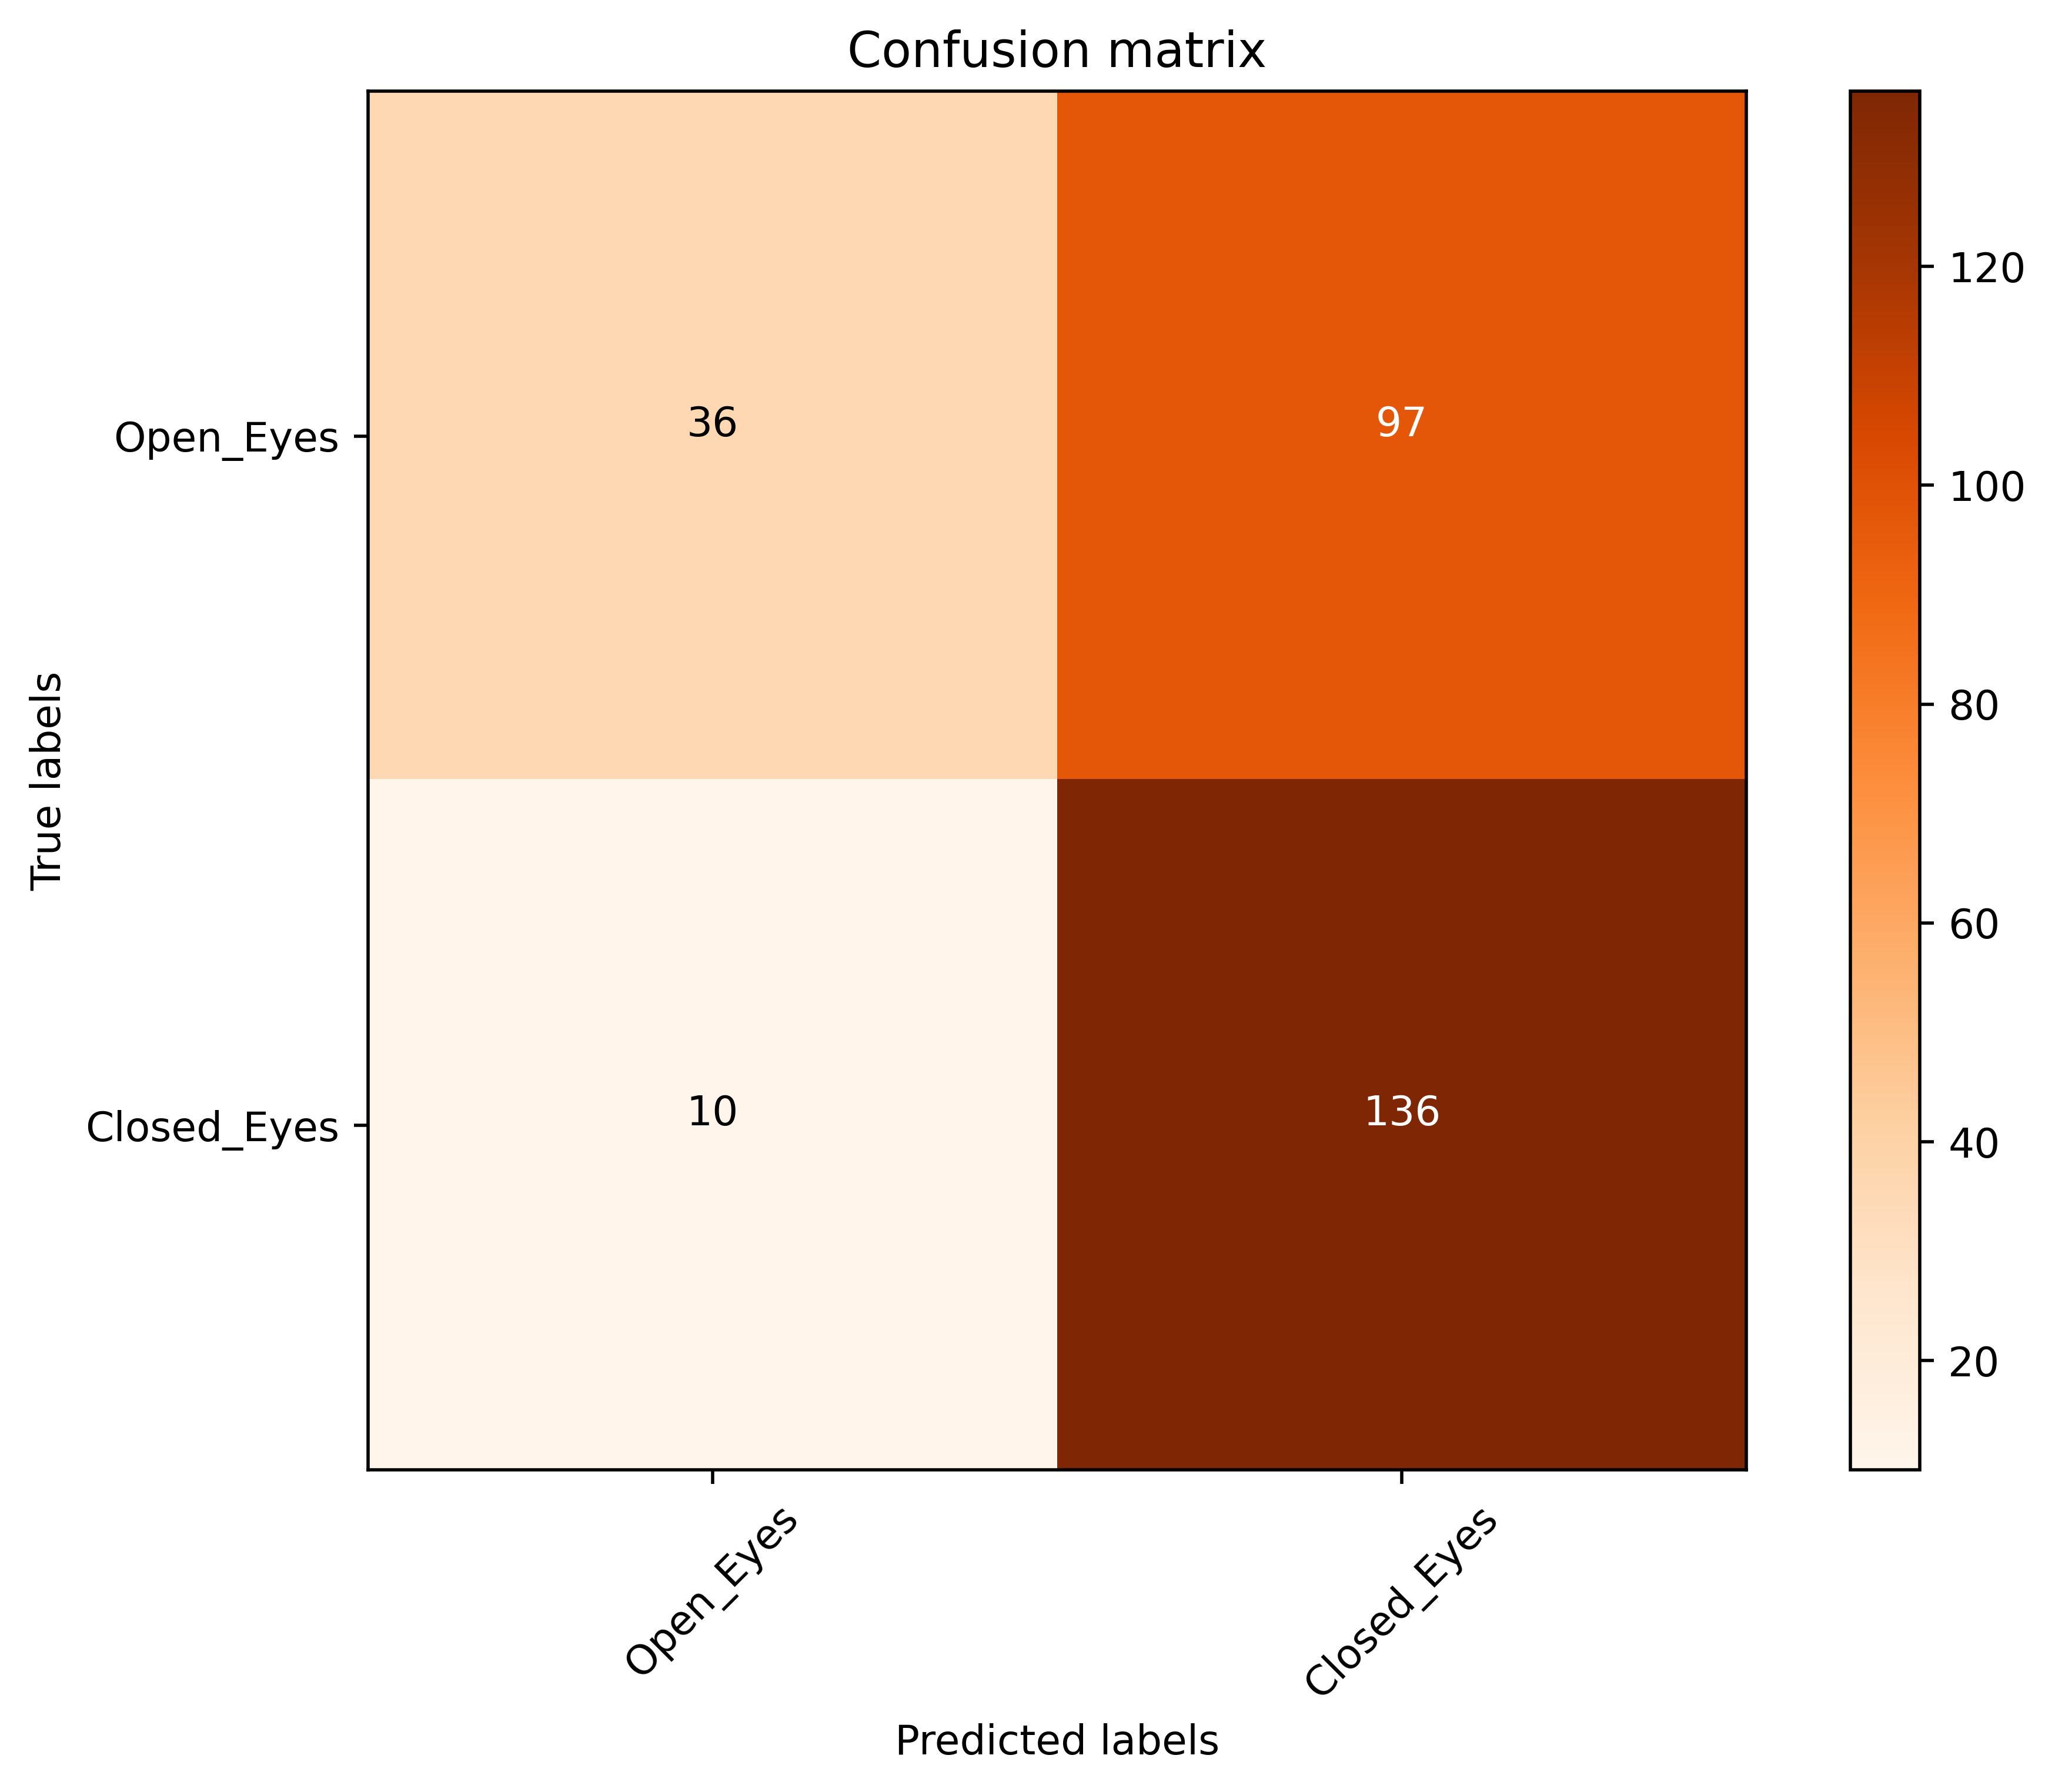 Confusion matrix
True labels
Open_Eyes
Closed_Eyes
36
97
10
136
Open_Eyes
Closed_Eyes
Predicted labels
120
100
80
60
40
20